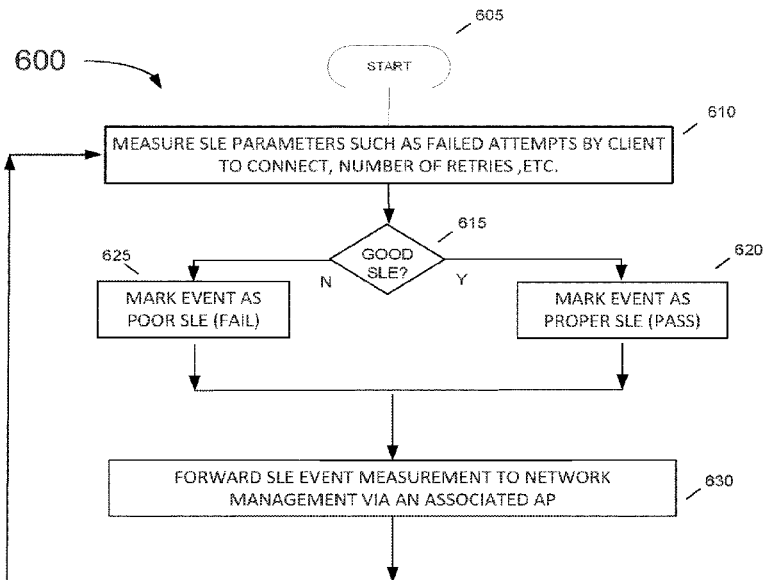 605
600
START
610
MEASURE SLE PARAMETERS SUCH AS FAILED ATTEMPTS BY CLIENT
TO CONNECT, NUMBER OF RETRIES ,ETC.
615
GOOD
SLE?
625
N
Y
620
MARK EVENT AS
POOR SLE (FAIL)
MARK EVENT AS
PROPER SLE (PASS)
FORWARD SLE EVENT MEASUREMENT TO NETWORK
MANAGEMENT VIA AN ASSOCIATED AP
630